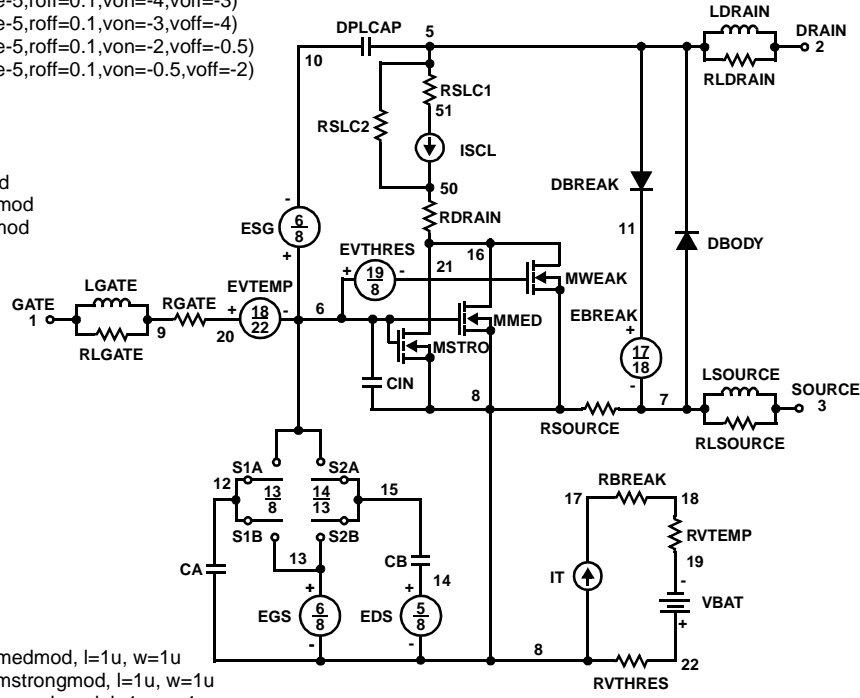 e-5,roff=0.1,von=-4,voff=-3)
e-5,roff=0.1,von=-3,voff=-4)
e-5,roff=0.1,von=-2,voff=-0.5)
e-5,roff=0.1,von=-0.5,voff=-2)
LDRAIN
DPLCAP
5
DRAIN
2
10
RLDRAIN
RSLC1
51
RSLC2
ISCL
d
mod
mod
50
DBREAK
RDRAIN
-
ESG
6
8
+
11
DBODY
EVTHRES
16
21
+
19
8
-
MWEAK
LGATE
EVTEMP
GATE
1
RGATE
+
18
22
-
6
EBREAK
MMED
9
20
+
RLGATE
MSTRO
17
18
-
LSOURCE
CIN
8
7
SOURCE
3
RSOURCE
RLSOURCE
S1A
S2A
12
13
8
14
13
15
RBREAK
17
18
S1B
S2B
RVTEMP
13
CB
19
CA
14
IT
-
+
+
VBAT
EGS
6
8
EDS
5
8
+
-
-
8
22
medmod, l=1u, w=1u
mstrongmod, l=1u, w=1u
RVTHRES